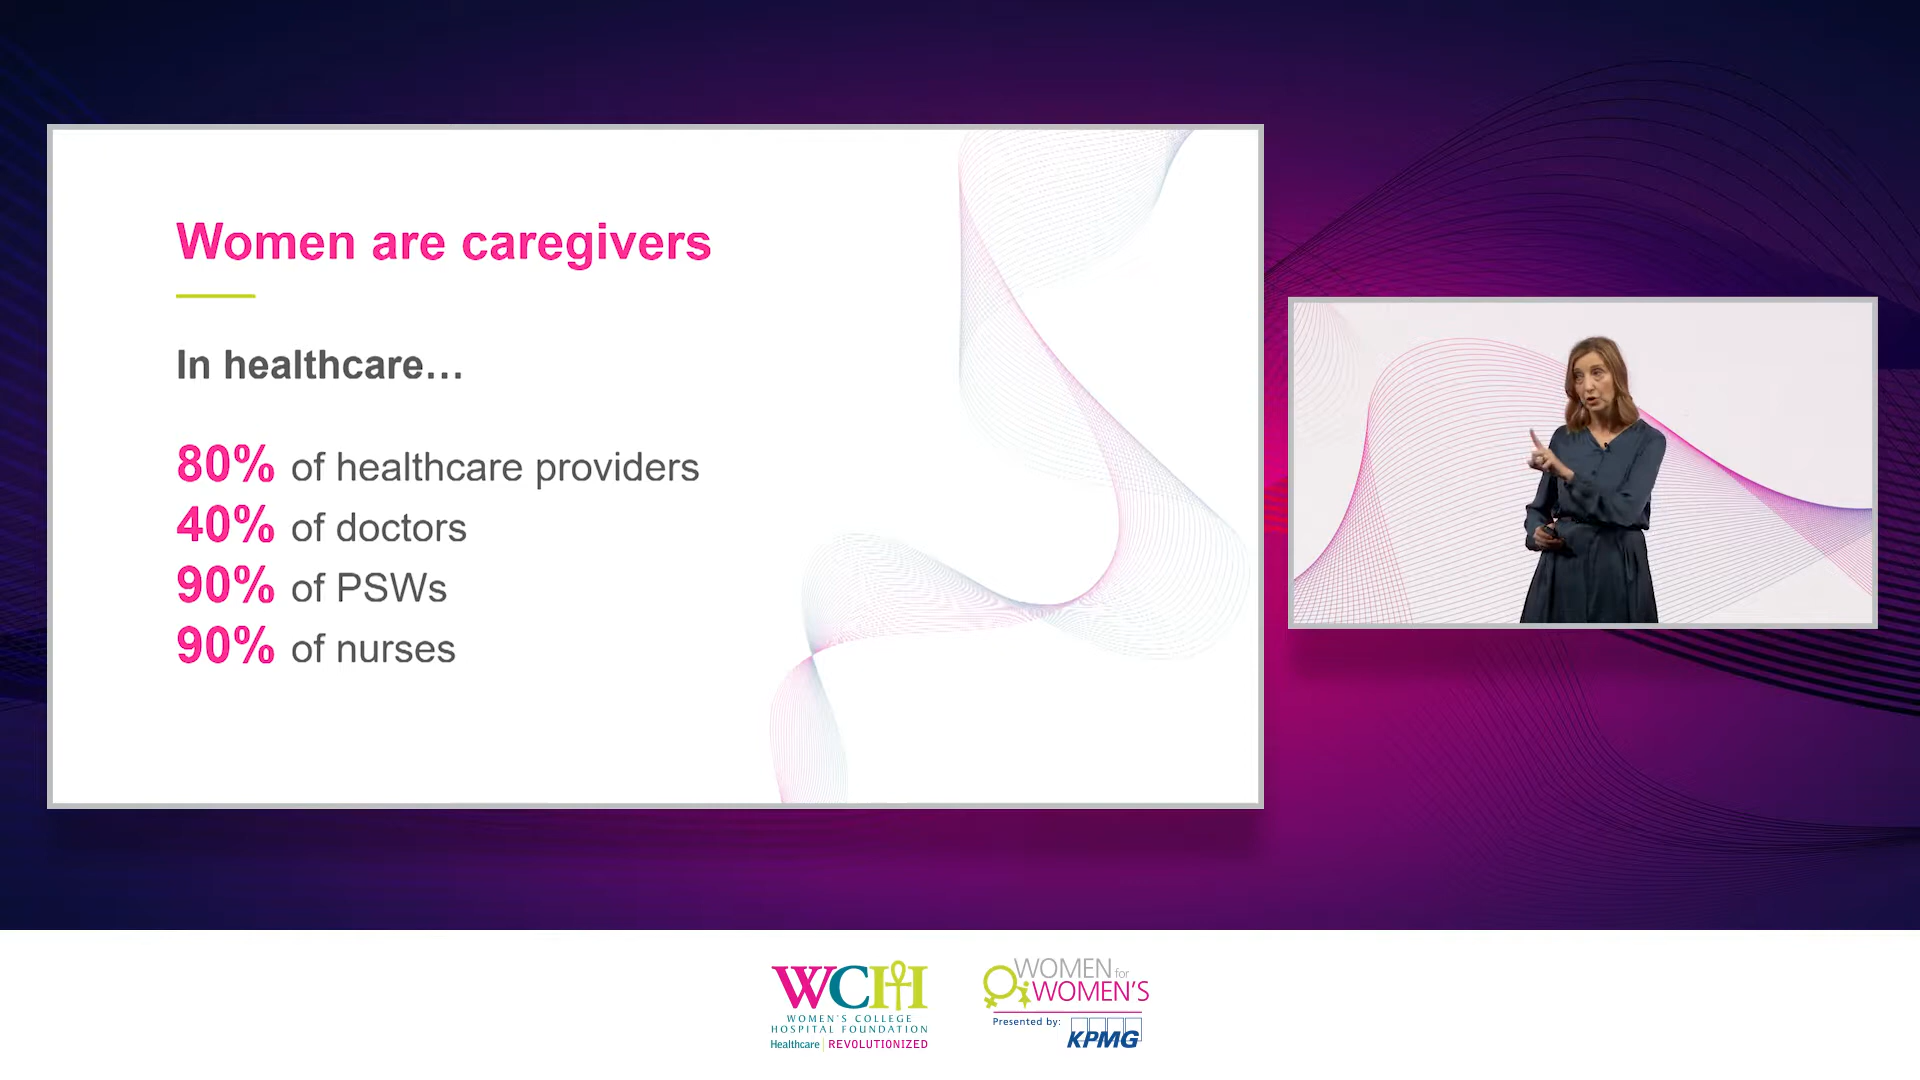 Women are caregivers
In healthcare…
80% of healthcare providers
40% of doctors
90% of PSWs
90% of nurses
WCH
WOMEN'S COLLEGE
HOSPITAL FOUNDATION
Healthcare | REVOLUTIONIZED
WOMEN for
WOMEN'S
Presented by:
KPMG